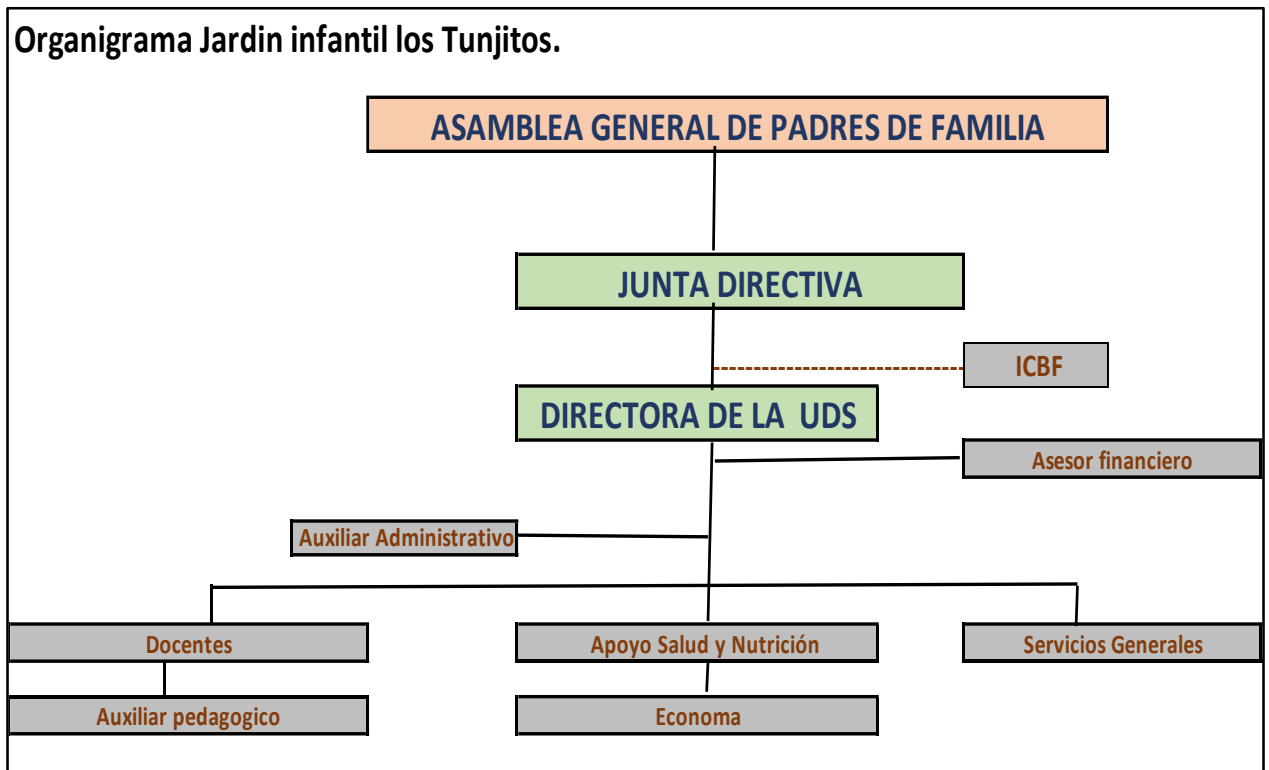 Organigrama Jardin infantil los Tunjitos.
ASAMBLEA GENERAL DE PADRES DE FAMILIA
JUNTA DIRECTIVA
ICBF
DIRECTORA DE LA UDS
Asesor financiero
Auxiliar Administrativo
Docentes
Apoyo Salud y Nutrición
Servicios Generales
Auxiliar pedagogico
Economa